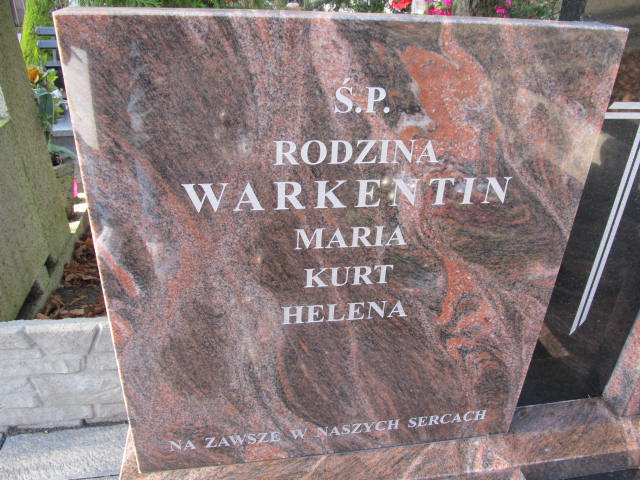 Ś.P.
RODZINA
WARKENTIN
MARIA
KURT
HELENA
NA ZAWSZE W NASZYCH SERCACH